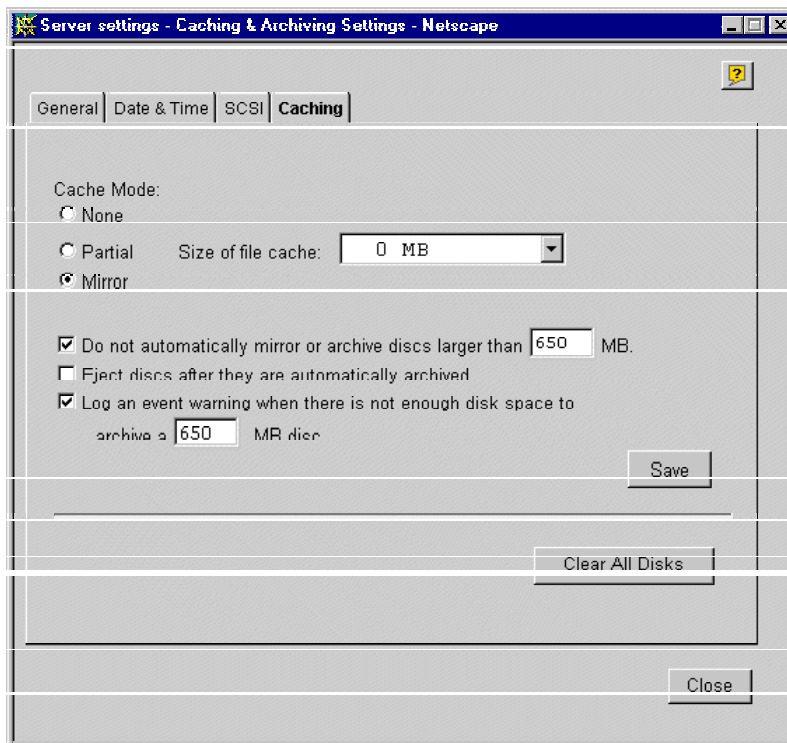 Server settings - Caching & Archiving Settings - Netscape
?
General Date & Time SCSI Caching
Cache Mode:
None
Partial Size of file cache: 0 MB
Mirror
Do not automatically mirror or archive discs larger than 650 MB.
Eject discs after they are automatically archived
Log an event warning when there is not enough disk space to
archive a 650 MB disc
Save
Clear All Disks
Close